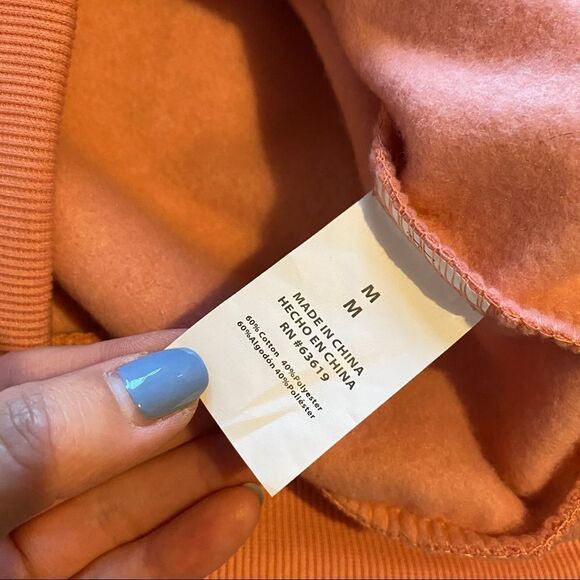 M
M
MADE IN CHINA
HECHO EN CHINA
RN #63619
60% Cotton 40%Polyester
60%Algodón 40%Poliéster